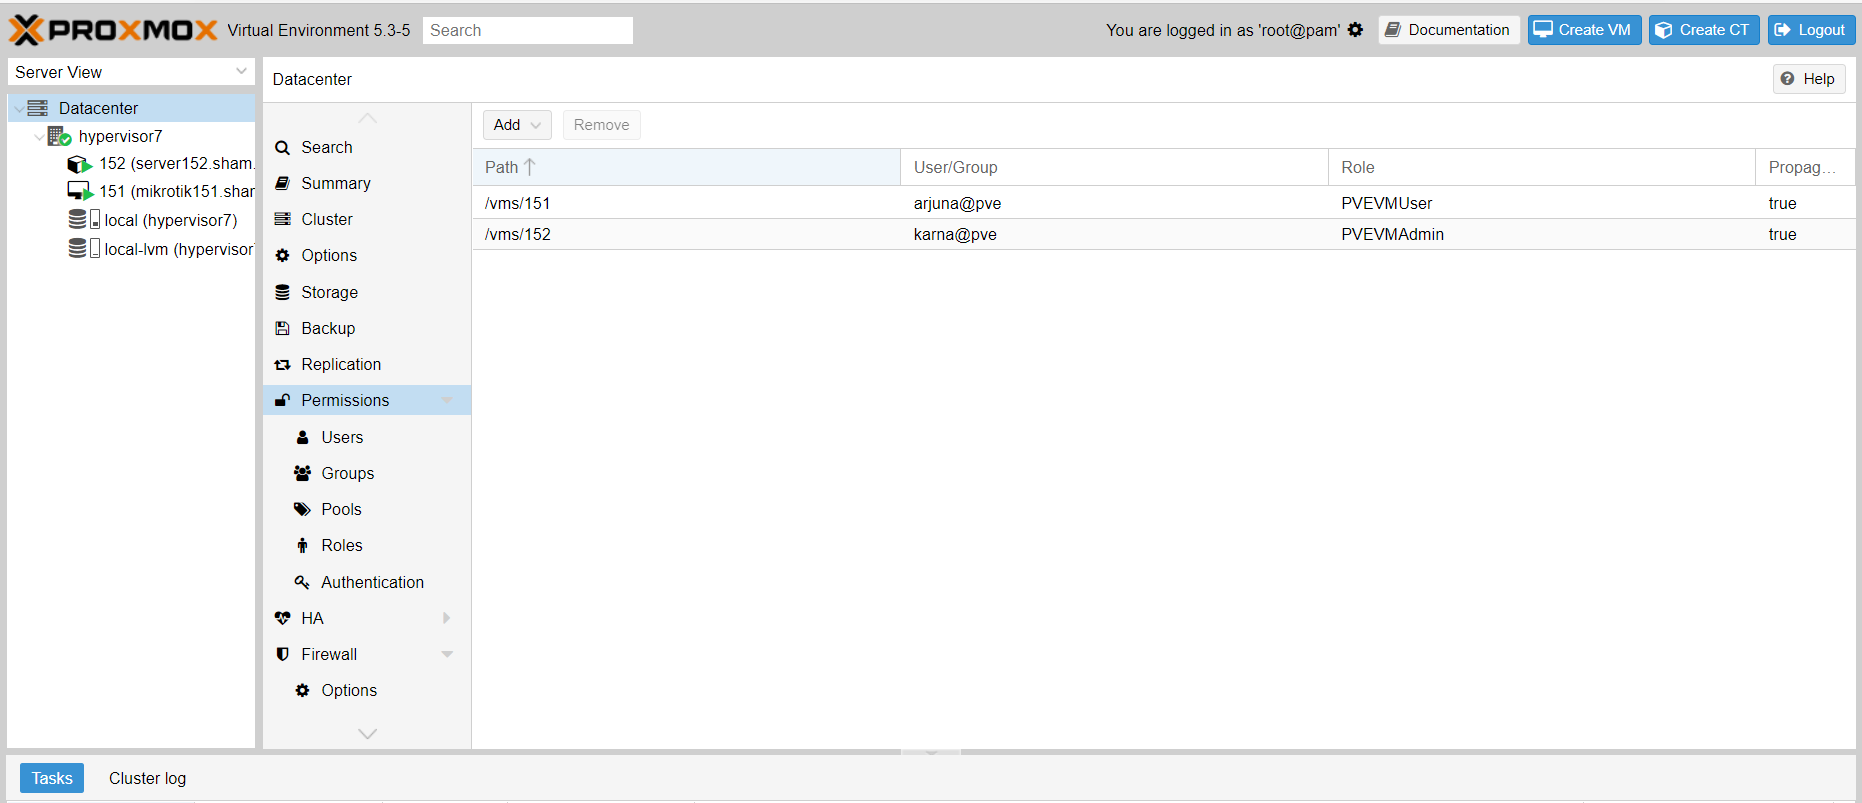 PROXMOX Virtual Environment 5.3-5 Search You are logged in as 'root@pam' Documentation Create VM Create CT Logout
Server View
Datacenter
hypervisor7
152 (server152.sham.
151 (mikrotik151.shar
local (hypervisor7)
local-lvm (hypervisor7
Datacenter Help
Search
Summary
Cluster
Options
Storage
Backup
Replication
Permissions
Users
Groups
Pools
Roles
Authentication
HA
Firewall
Options
Add Remove
Path User/Group Role Propag...
/vms/151 arjuna@pve PVEVMUser true
/vms/152 karna@pve PVEVMAdmin true
Tasks Cluster log